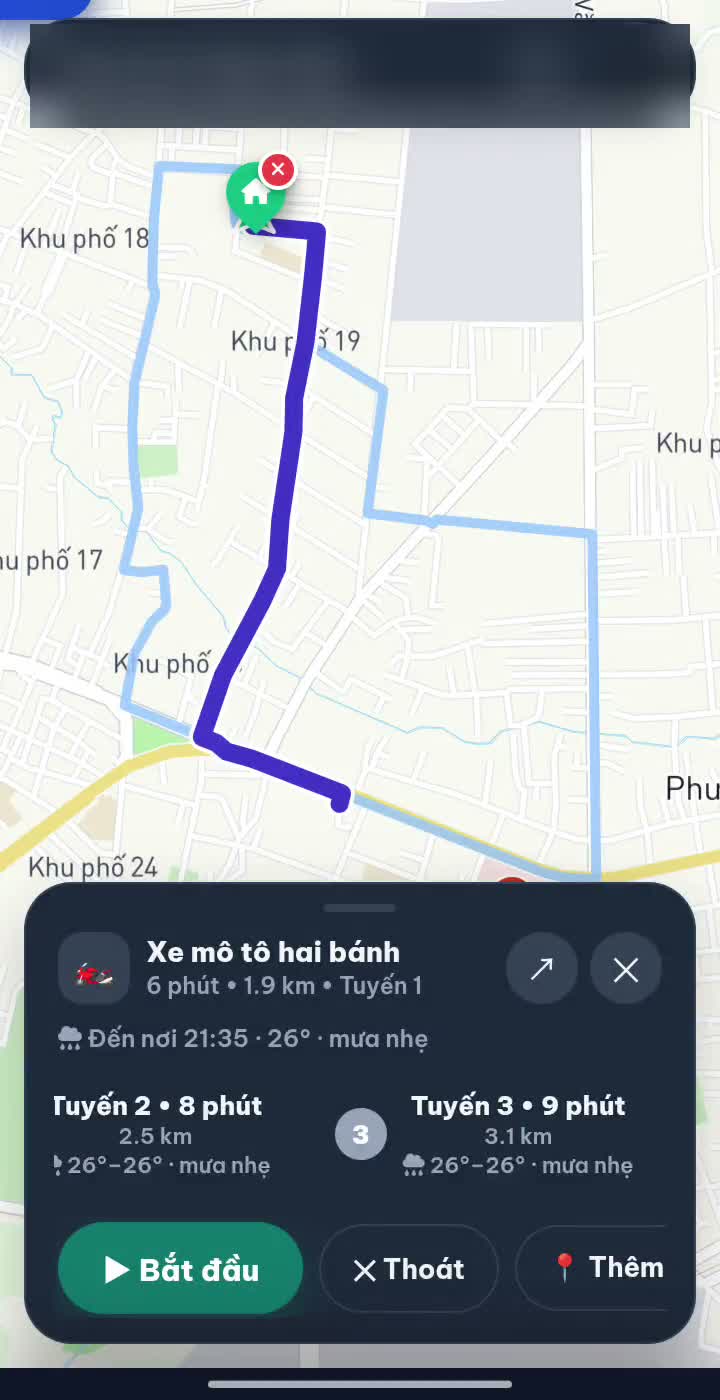 Khu phố 18
Khu phố 19
Khu p
hu phố 17
Khu phố
Phu
Khu phố 24
Xe mô tô hai bánh
6 phút • 1.9 km • Tuyến 1
Đến nơi 21:35 · 26° · mưa nhẹ
Tuyến 2 • 8 phút
2.5 km
26°–26° · mưa nhẹ
3
Tuyến 3 • 9 phút
3.1 km
26°–26° · mưa nhẹ
Bắt đầu
Thoát
Thêm